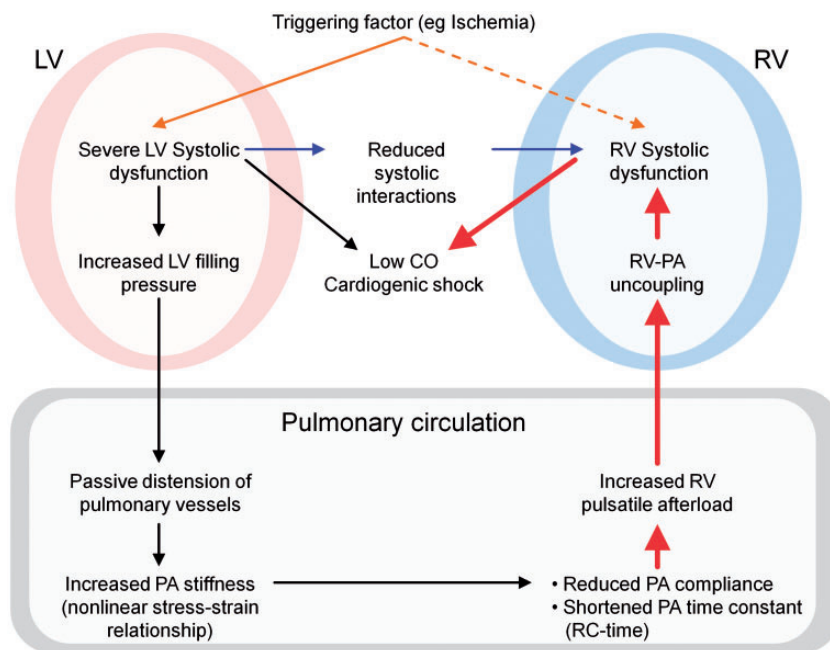 Triggering factor (eg Ischemia)
LV
RV
Severe LV Systolic
dysfunction
Reduced
systolic
interactions
RV Systolic
dysfunction
Increased LV filling
pressure
Low CO
Cardiogenic shock
RV-PA
uncoupling
Pulmonary circulation
Passive distension of
pulmonary vessels
Increased RV
pulsatile afterload
Increased PA stiffness
(nonlinear stress-strain
relationship)
• Reduced PA compliance
• Shortened PA time constant
(RC-time)